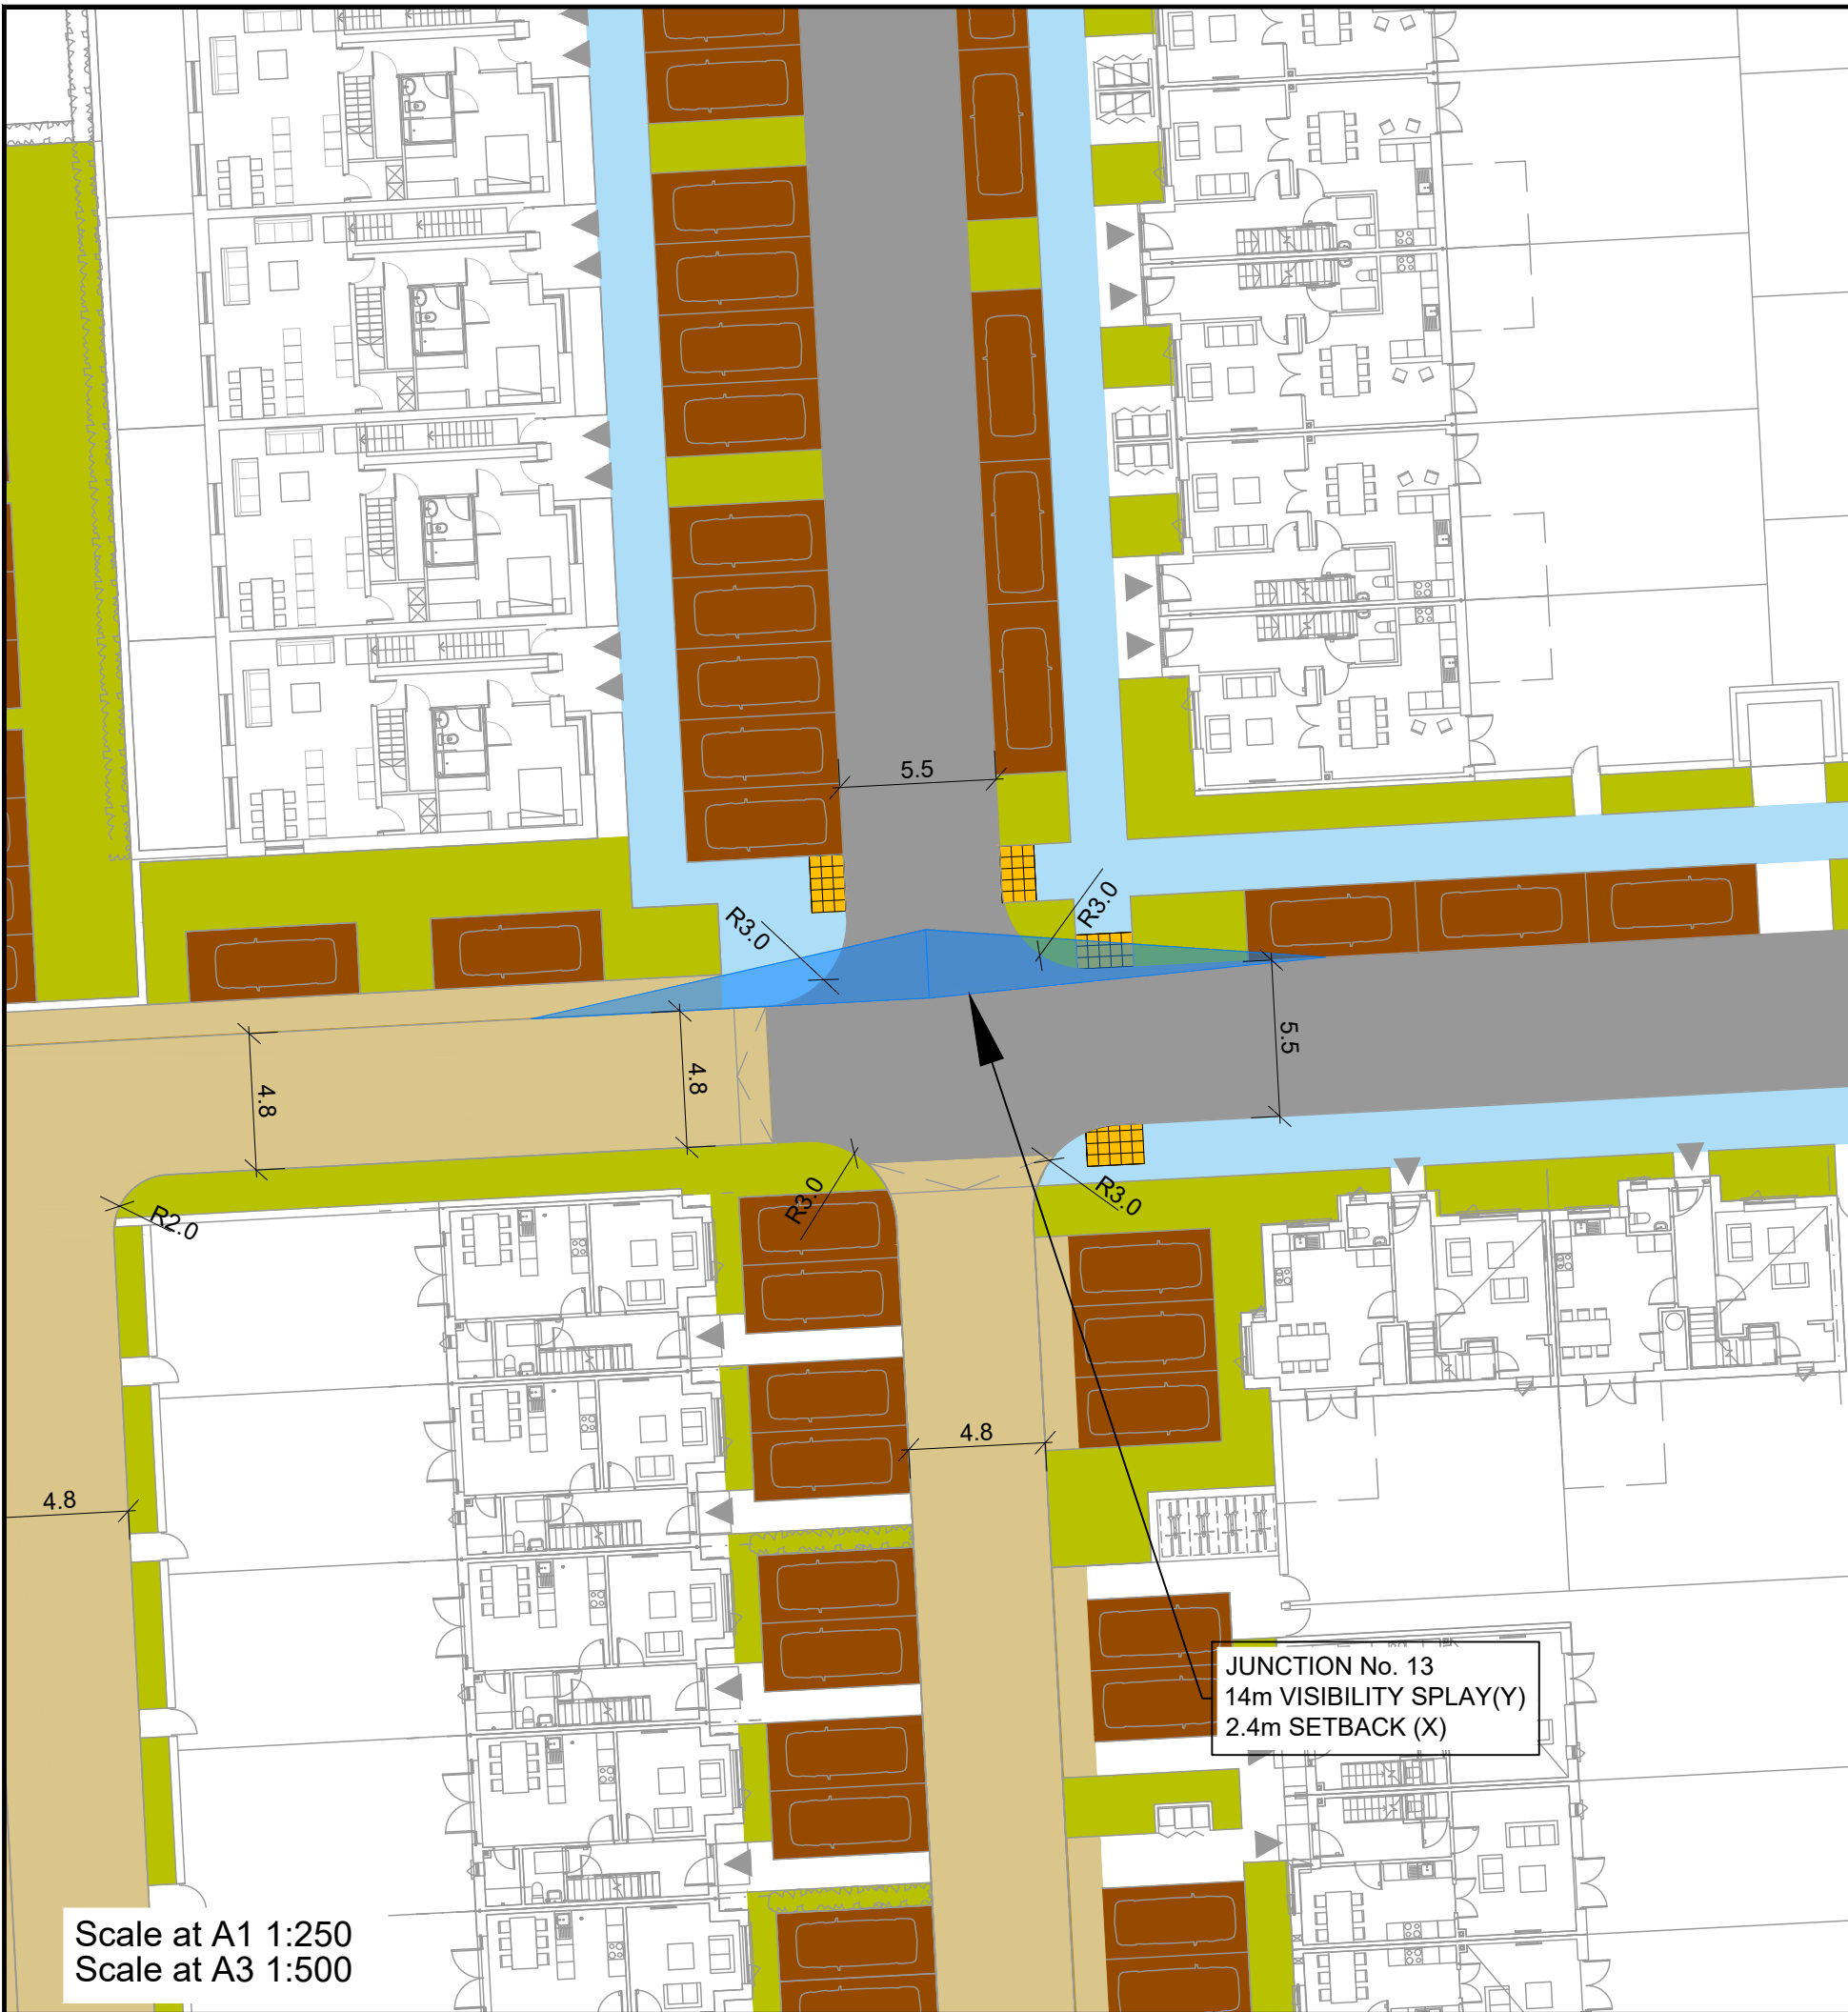 5.5
R3.0
R3.0
5.5
4.8
4.8
R2.0
R3.0
R3.0
4.8
4.8
JUNCTION No. 13
14m VISIBILITY SPLAY(Y)
2.4m SETBACK (X)
Scale at A1 1:250
Scale at A3 1:500